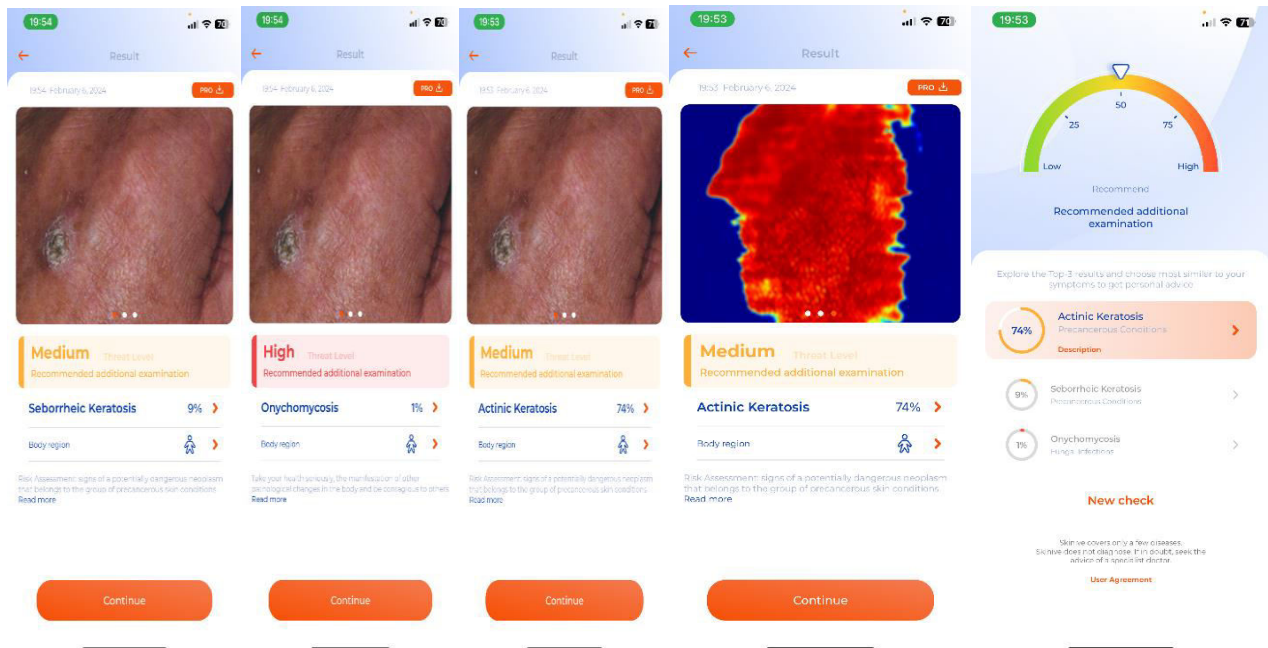 19:54
70
Result
19:54 February 6, 2024
PRO
Medium Threat Level
Recommended additional examination
Seborrheic Keratosis 9%
Body region
Risk Assessment: signs of a potentially dangerous neoplasm
that belongs to the group of precancerous skin conditions
Read more
Continue
19:54
70
Result
19:54 February 6, 2024
PRO
High Threat Level
Recommended additional examination
Onychomycosis 1%
Body region
Take your health seriously, the manifestation of other
pathological changes in the body and be contagious to others
Read more
Continue
19:53
71
Result
19:53 February 6, 2024
PRO
Medium Threat Level
Recommended additional examination
Actinic Keratosis 74%
Body region
Risk Assessment: signs of a potentially dangerous neoplasm
that belongs to the group of precancerous skin conditions
Read more
Continue
19:53
70
Result
19:53 February 6, 2024
PRO
Medium Threat Level
Recommended additional examination
Actinic Keratosis 74%
Body region
Risk Assessment: signs of a potentially dangerous neoplasm
that belongs to the group of precancerous skin conditions
Read more
Continue
19:53
71
50
25 75
Low High
Recommend
Recommended additional
examination
Explore the Top-3 results and choose most similar to your
symptoms to get personal advice
74%
Actinic Keratosis
Precancerous Conditions
Description
9%
Seborrheic Keratosis
Precancerous Conditions
1%
Onychomycosis
Fungal Infections
New check
Skinive covers only a few diseases.
Skinive does not diagnose. If in doubt, seek the
advice of a specialist doctor.
User Agreement